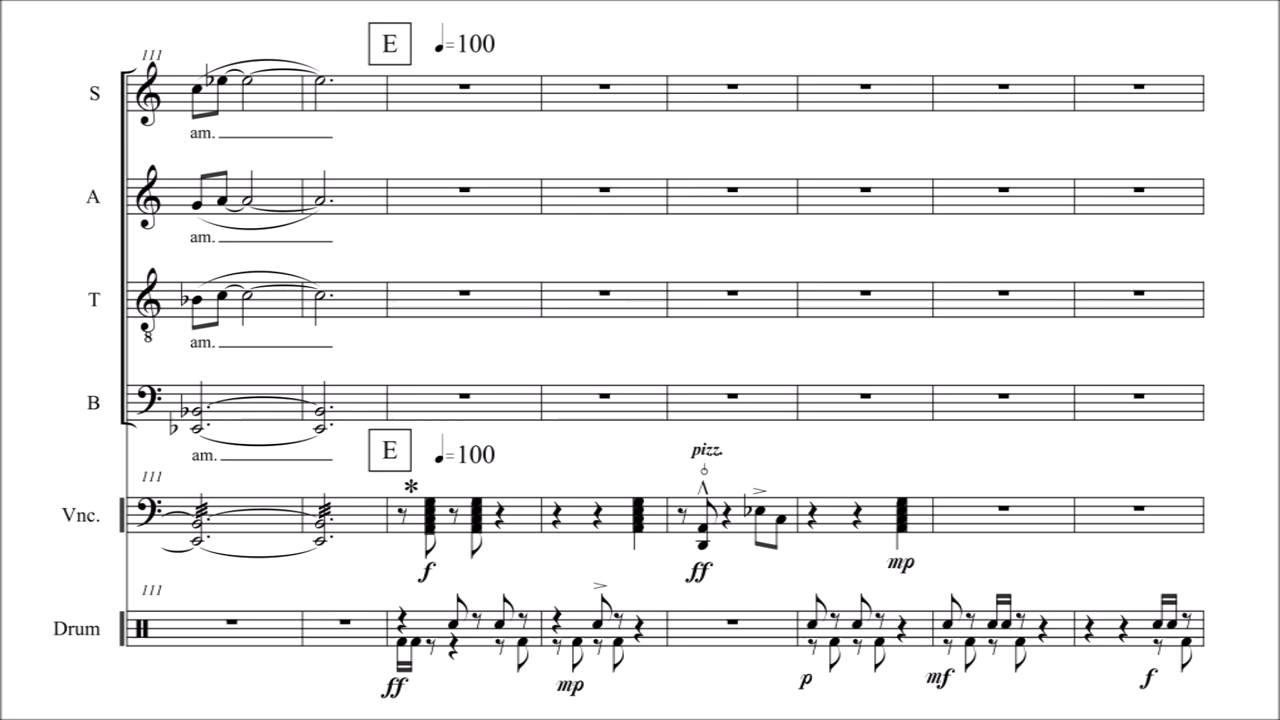 E =100
111
S
am.
A
am.
T
8
am.
B
am.
E =100
111
pizz.
Vnc.
*
f ff mp
111
Drum
ff mp p mf f